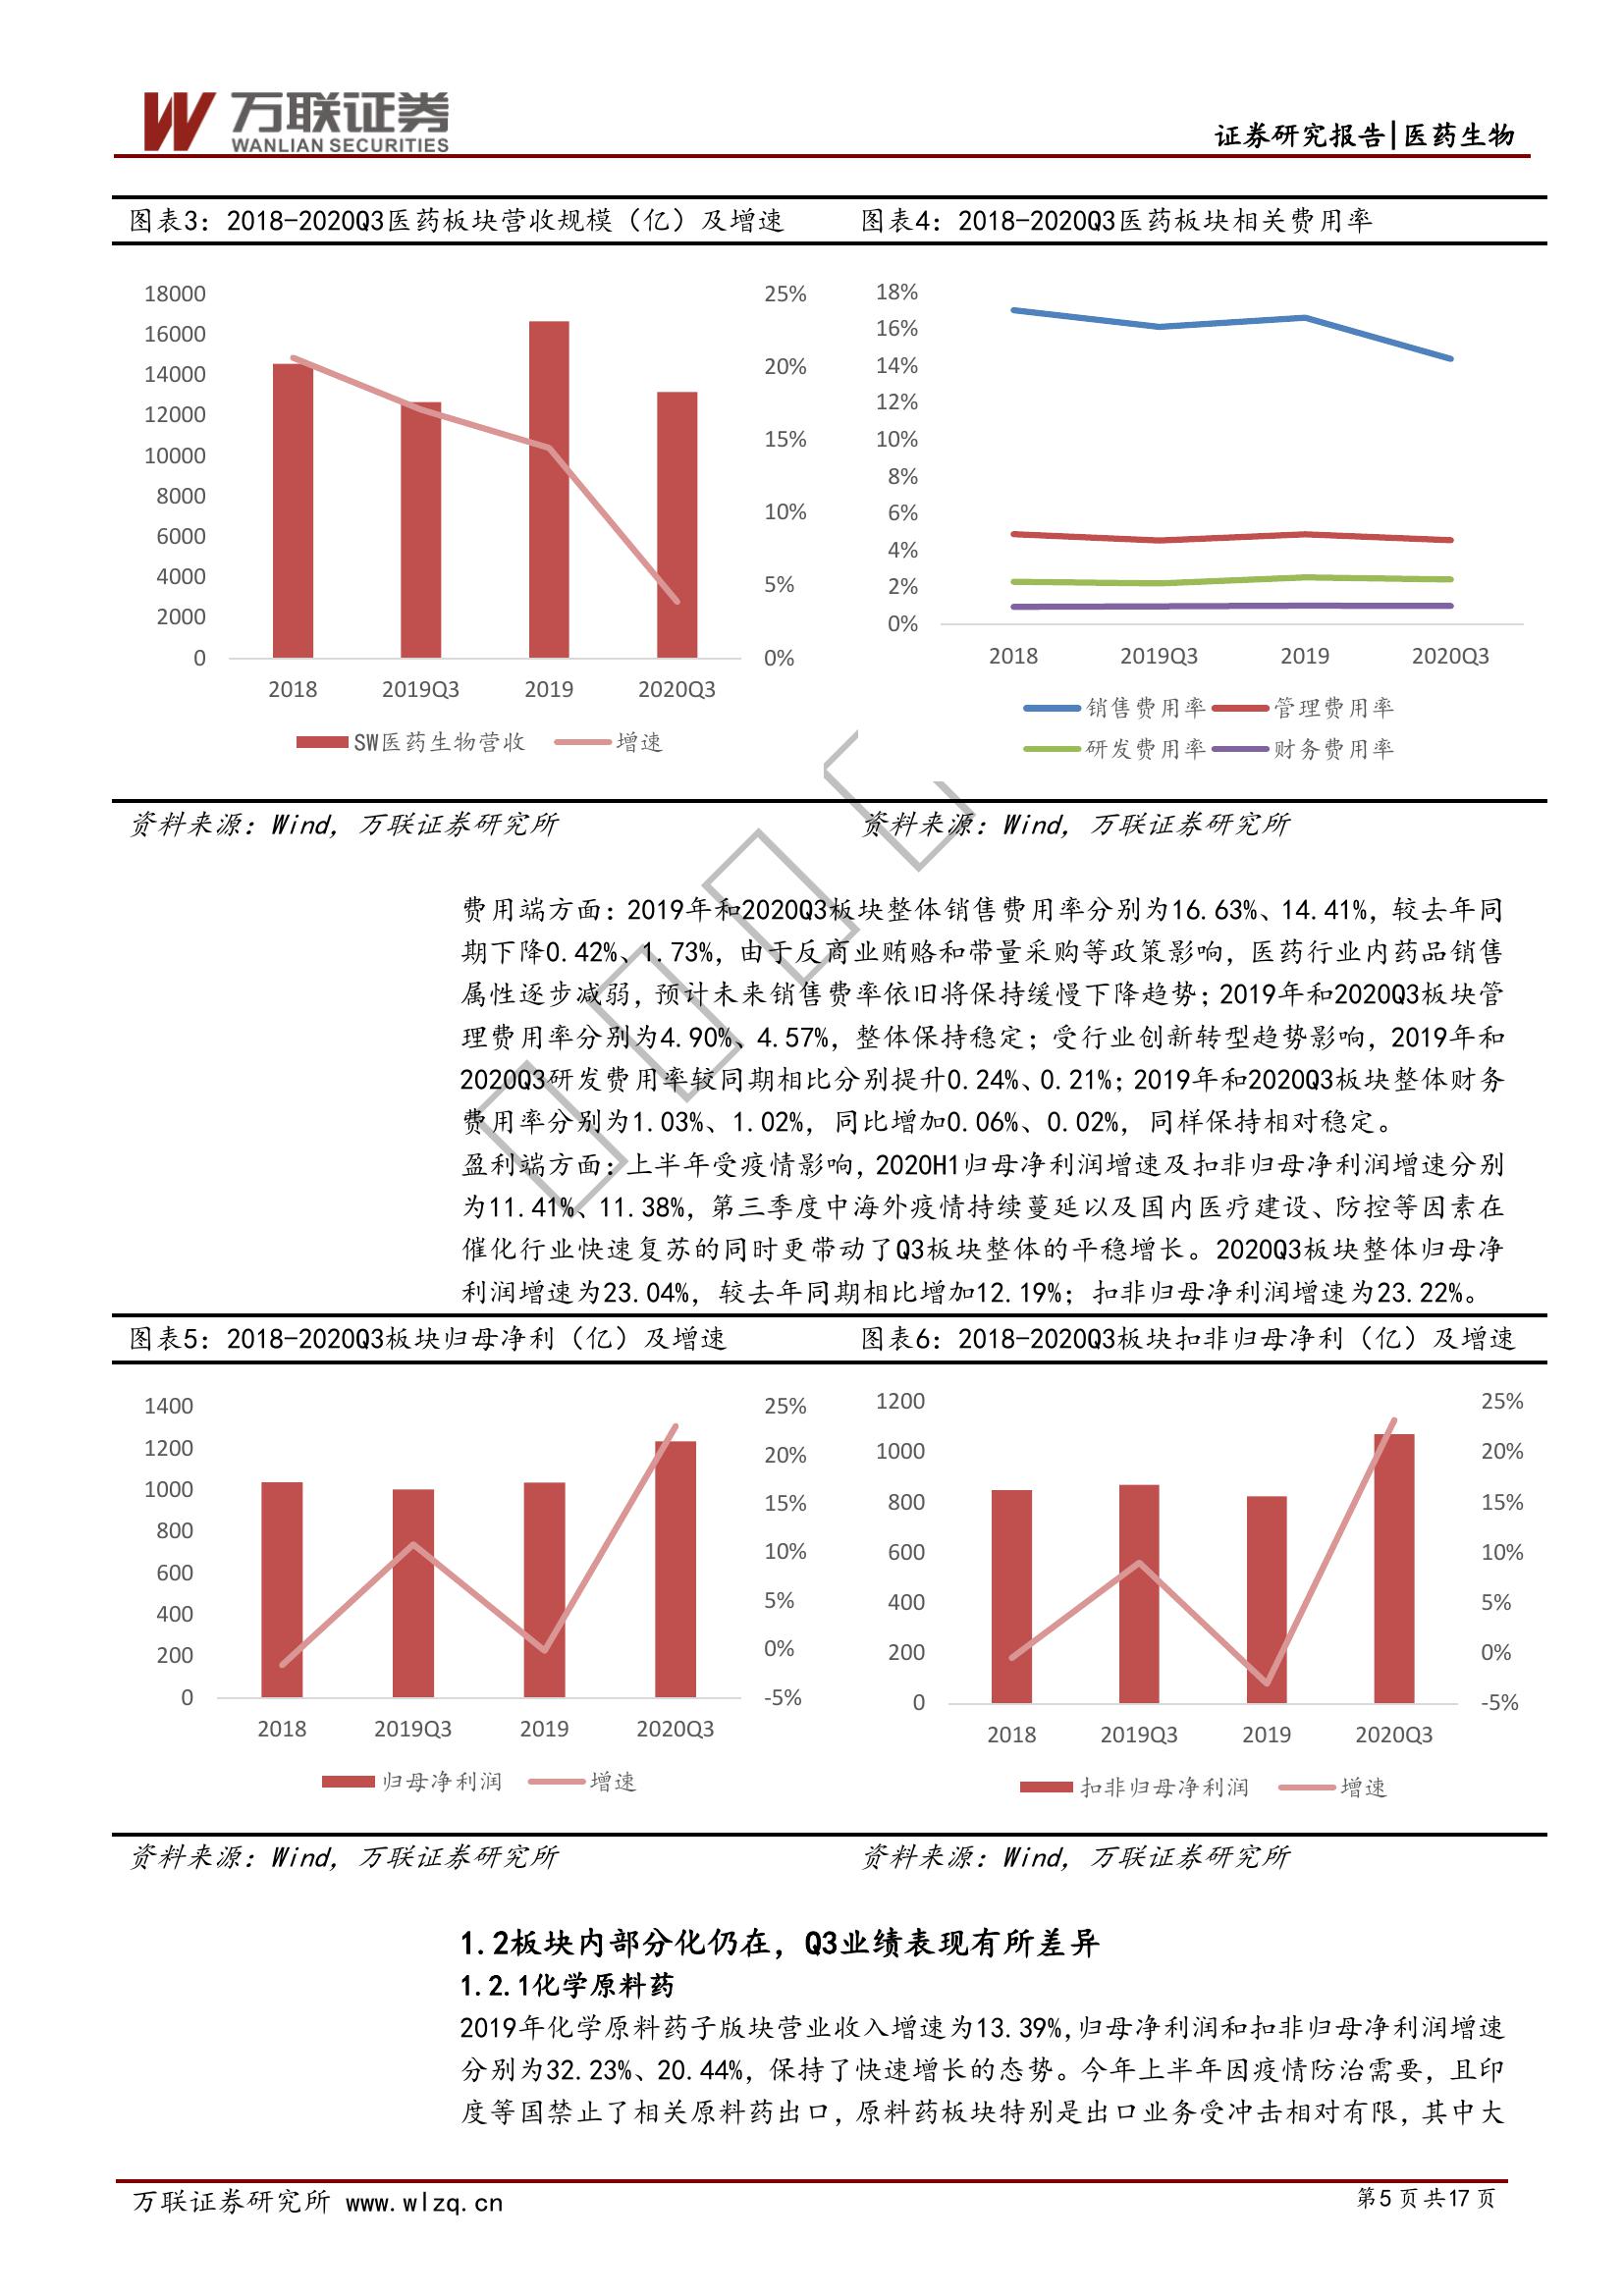 万联证券
WANLIAN SECURITIES
证券研究报告|医药生物
图表3：2018-2020Q3医药板块营收规模（亿）及增速
图表4：2018-2020Q3医药板块相关费用率
18000
16000
14000
12000
10000
8000
6000
4000
2000
0
25%
20%
15%
10%
5%
0%
2018 2019Q3 2019 2020Q3
SW医药生物营收 增速
18%
16%
14%
12%
10%
8%
6%
4%
2%
0%
2018 2019Q3 2019 2020Q3
销售费用率 管理费用率
研发费用率 财务费用率
资料来源：Wind，万联证券研究所
资料来源：Wind，万联证券研究所
费用端方面：2019年和2020Q3板块整体销售费用率分别为16.63%、14.41%，较去年同
期下降0.42%、1.73%，由于反商业贿赂和带量采购等政策影响，医药行业内药品销售
属性逐步减弱，预计未来销售费率依旧将保持缓慢下降趋势；2019年和2020Q3板块管
理费用率分别为4.90%、4.57%，整体保持稳定；受行业创新转型趋势影响，2019年和
2020Q3研发费用率较同期相比分别提升0.24%、0.21%；2019年和2020Q3板块整体财务
费用率分别为1.03%、1.02%，同比增加0.06%、0.02%，同样保持相对稳定。
盈利端方面：上半年受疫情影响，2020H1归母净利润增速及扣非归母净利润增速分别
为11.41%、11.38%，第三季度中海外疫情持续蔓延以及国内医疗建设、防控等因素在
催化行业快速复苏的同时更带动了Q3板块整体的平稳增长。2020Q3板块整体归母净
利润增速为23.04%，较去年同期相比增加12.19%；扣非归母净利润增速为23.22%。
图表5：2018-2020Q3板块归母净利（亿）及增速
图表6：2018-2020Q3板块扣非归母净利（亿）及增速
1400
1200
1000
800
600
400
200
0
25%
20%
15%
10%
5%
0%
-5%
2018 2019Q3 2019 2020Q3
归母净利润 增速
1200
1000
800
600
400
200
0
25%
20%
15%
10%
5%
0%
-5%
2018 2019Q3 2019 2020Q3
扣非归母净利润 增速
资料来源：Wind，万联证券研究所
资料来源：Wind，万联证券研究所
1.2板块内部分化仍在，Q3业绩表现有所差异
1.2.1化学原料药
2019年化学原料药子版块营业收入增速为13.39%,归母净利润和扣非归母净利润增速
分别为32.23%、20.44%，保持了快速增长的态势。今年上半年因疫情防治需要，且印
度等国禁止了相关原料药出口，原料药板块特别是出口业务受冲击相对有限，其中大
万联证券研究所 www.wlzq.cn
第5页共17页